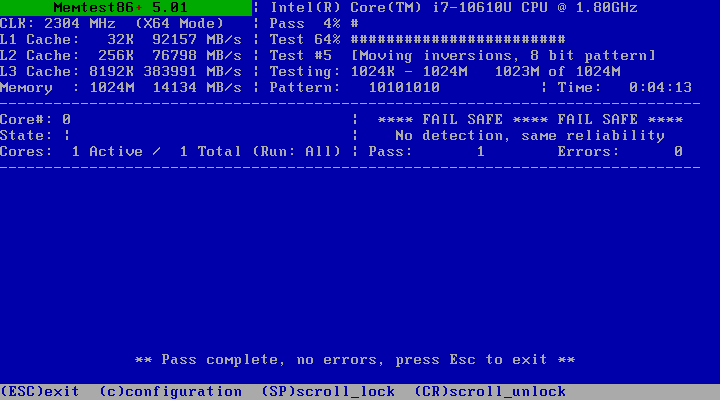 Memtest86+ 5.01 | Intel(R) Core(TM) i7-10610U CPU @ 1.80GHz
CLK: 2304 MHz (X64 Mode) | Pass 4% #
L1 Cache: 32K 92157 MB/s | Test 64% ########################
L2 Cache: 256K 76798 MB/s | Test #5 [Moving inversions, 8 bit pattern]
L3 Cache: 8192K 383991 MB/s | Testing: 1024K - 1024M 1023M of 1024M
Memory : 1024M 14134 MB/s | Pattern: 10101010 | Time: 0:04:13
Core#: 0 | **** FAIL SAFE **** FAIL SAFE ****
State: | | No detection, same reliability
Cores: 1 Active / 1 Total (Run: All) | Pass: 1 Errors: 0
** Pass complete, no errors, press Esc to exit **
(ESC)exit (c)configuration (SP)scroll_lock (CR)scroll_unlock